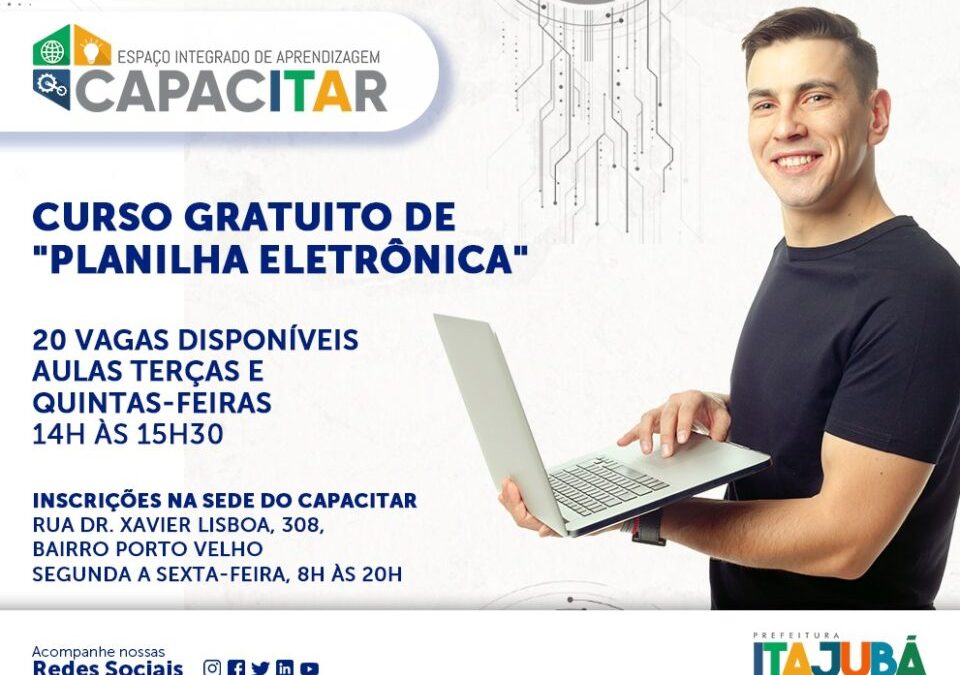 ESPAÇO INTEGRADO DE APRENDIZAGEM
CAPACITAR
CURSO GRATUITO DE
"PLANILHA ELETRÔNICA"
20 VAGAS DISPONÍVEIS
AULAS TERÇAS E
QUINTAS-FEIRAS
14H ÀS 15H30
INSCRIÇÕES NA SEDE DO CAPACITAR
RUA DR. XAVIER LISBOA, 308,
BAIRRO PORTO VELHO
SEGUNDA A SEXTA-FEIRA, 8H ÀS 20H
Acompanhe nossas
Redes Sociais
PREFEITURA
ITAJUBÁ